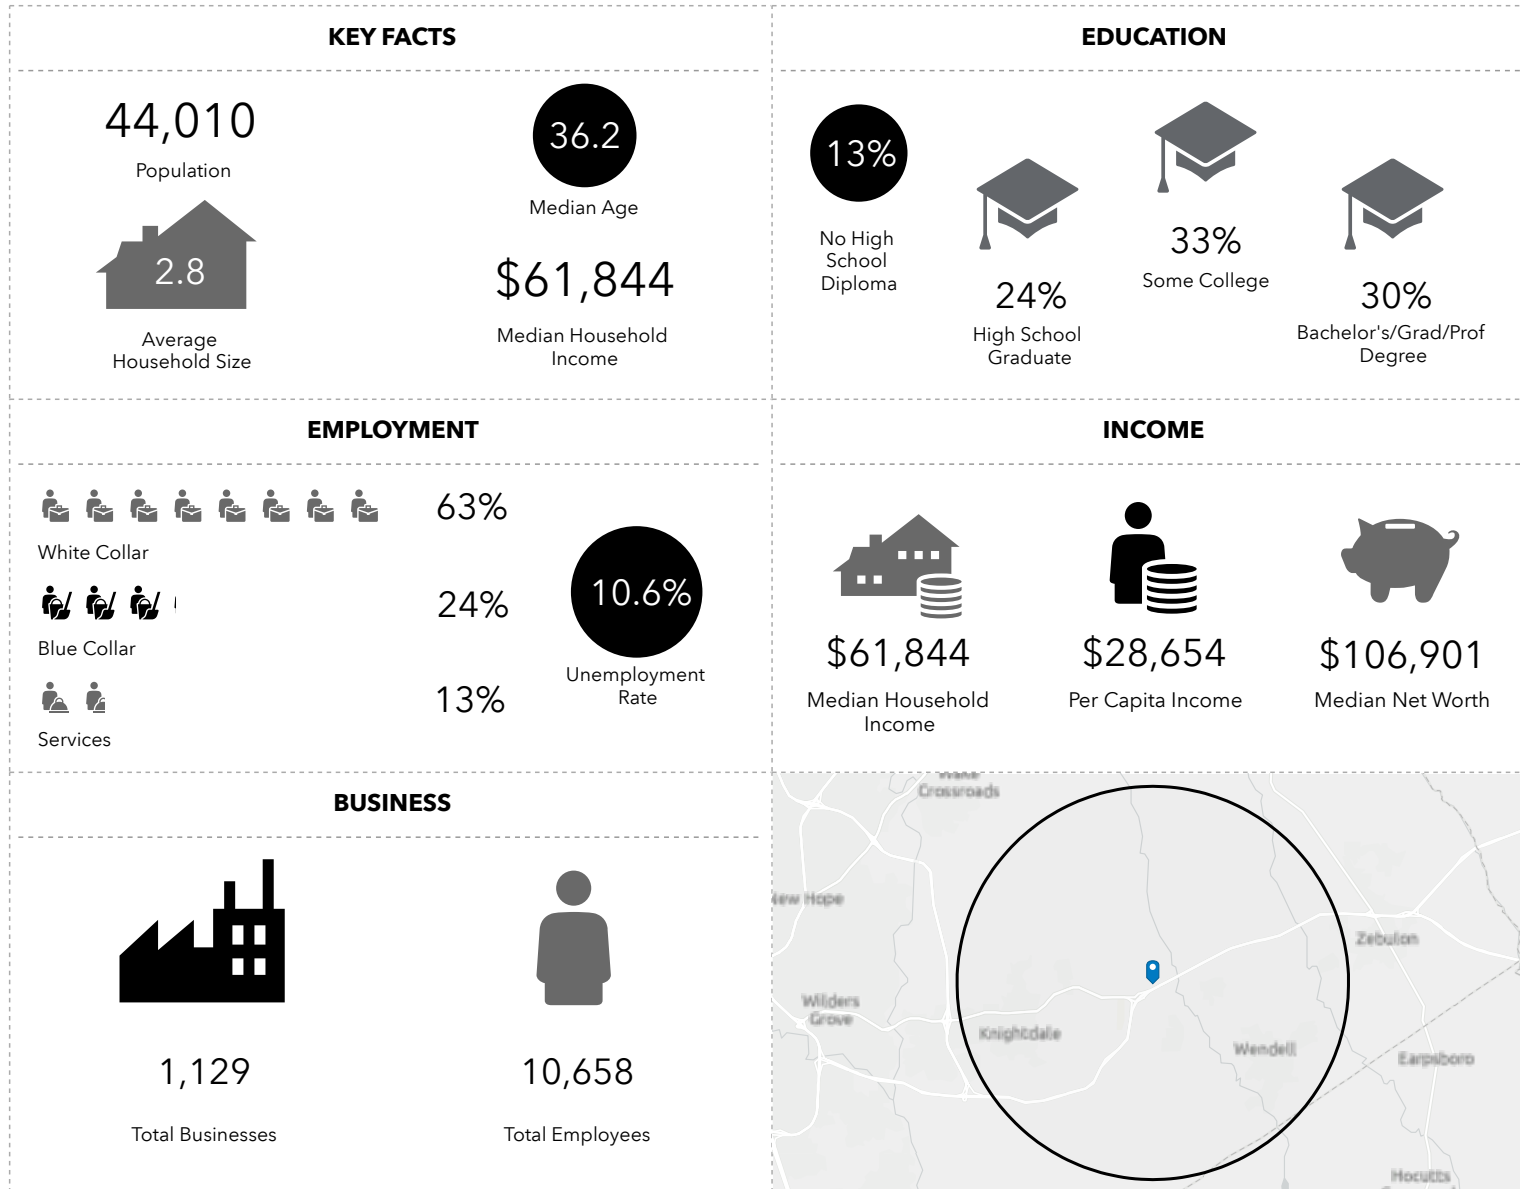 KEY FACTS
44,010
Population
36.2
Median Age
2.8
Average
Household Size
$61,844
Median Household
Income
EDUCATION
13%
No High
School
Diploma
24%
High School
Graduate
33%
Some College
30%
Bachelor's/Grad/Prof
Degree
EMPLOYMENT
63%
White Collar
24%
Blue Collar
13%
Services
10.6%
Unemployment
Rate
INCOME
$61,844
Median Household
Income
$28,654
Per Capita Income
$106,901
Median Net Worth
BUSINESS
1,129
Total Businesses
10,658
Total Employees
Wake
Crossroads
New Hope
Zebulon
Wilders
Grove
Knightdale
Wendell
Earpsboro
Hocutts